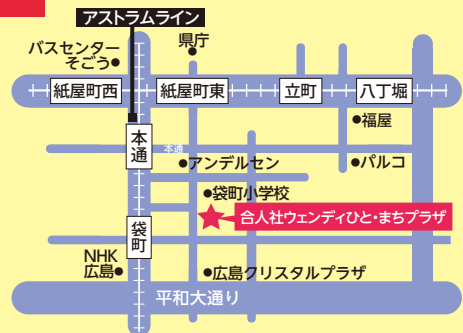 アストラムライン
バスセンター
そごう
県庁
紙屋町西
紙屋町東
立町
八丁堀
福屋
本通
本通
アンデルセン
パルコ
袋町小学校
合人社ウェンディひと・まちプラザ
袋町
NHK
広島
広島クリスタルプラザ
平和大通り